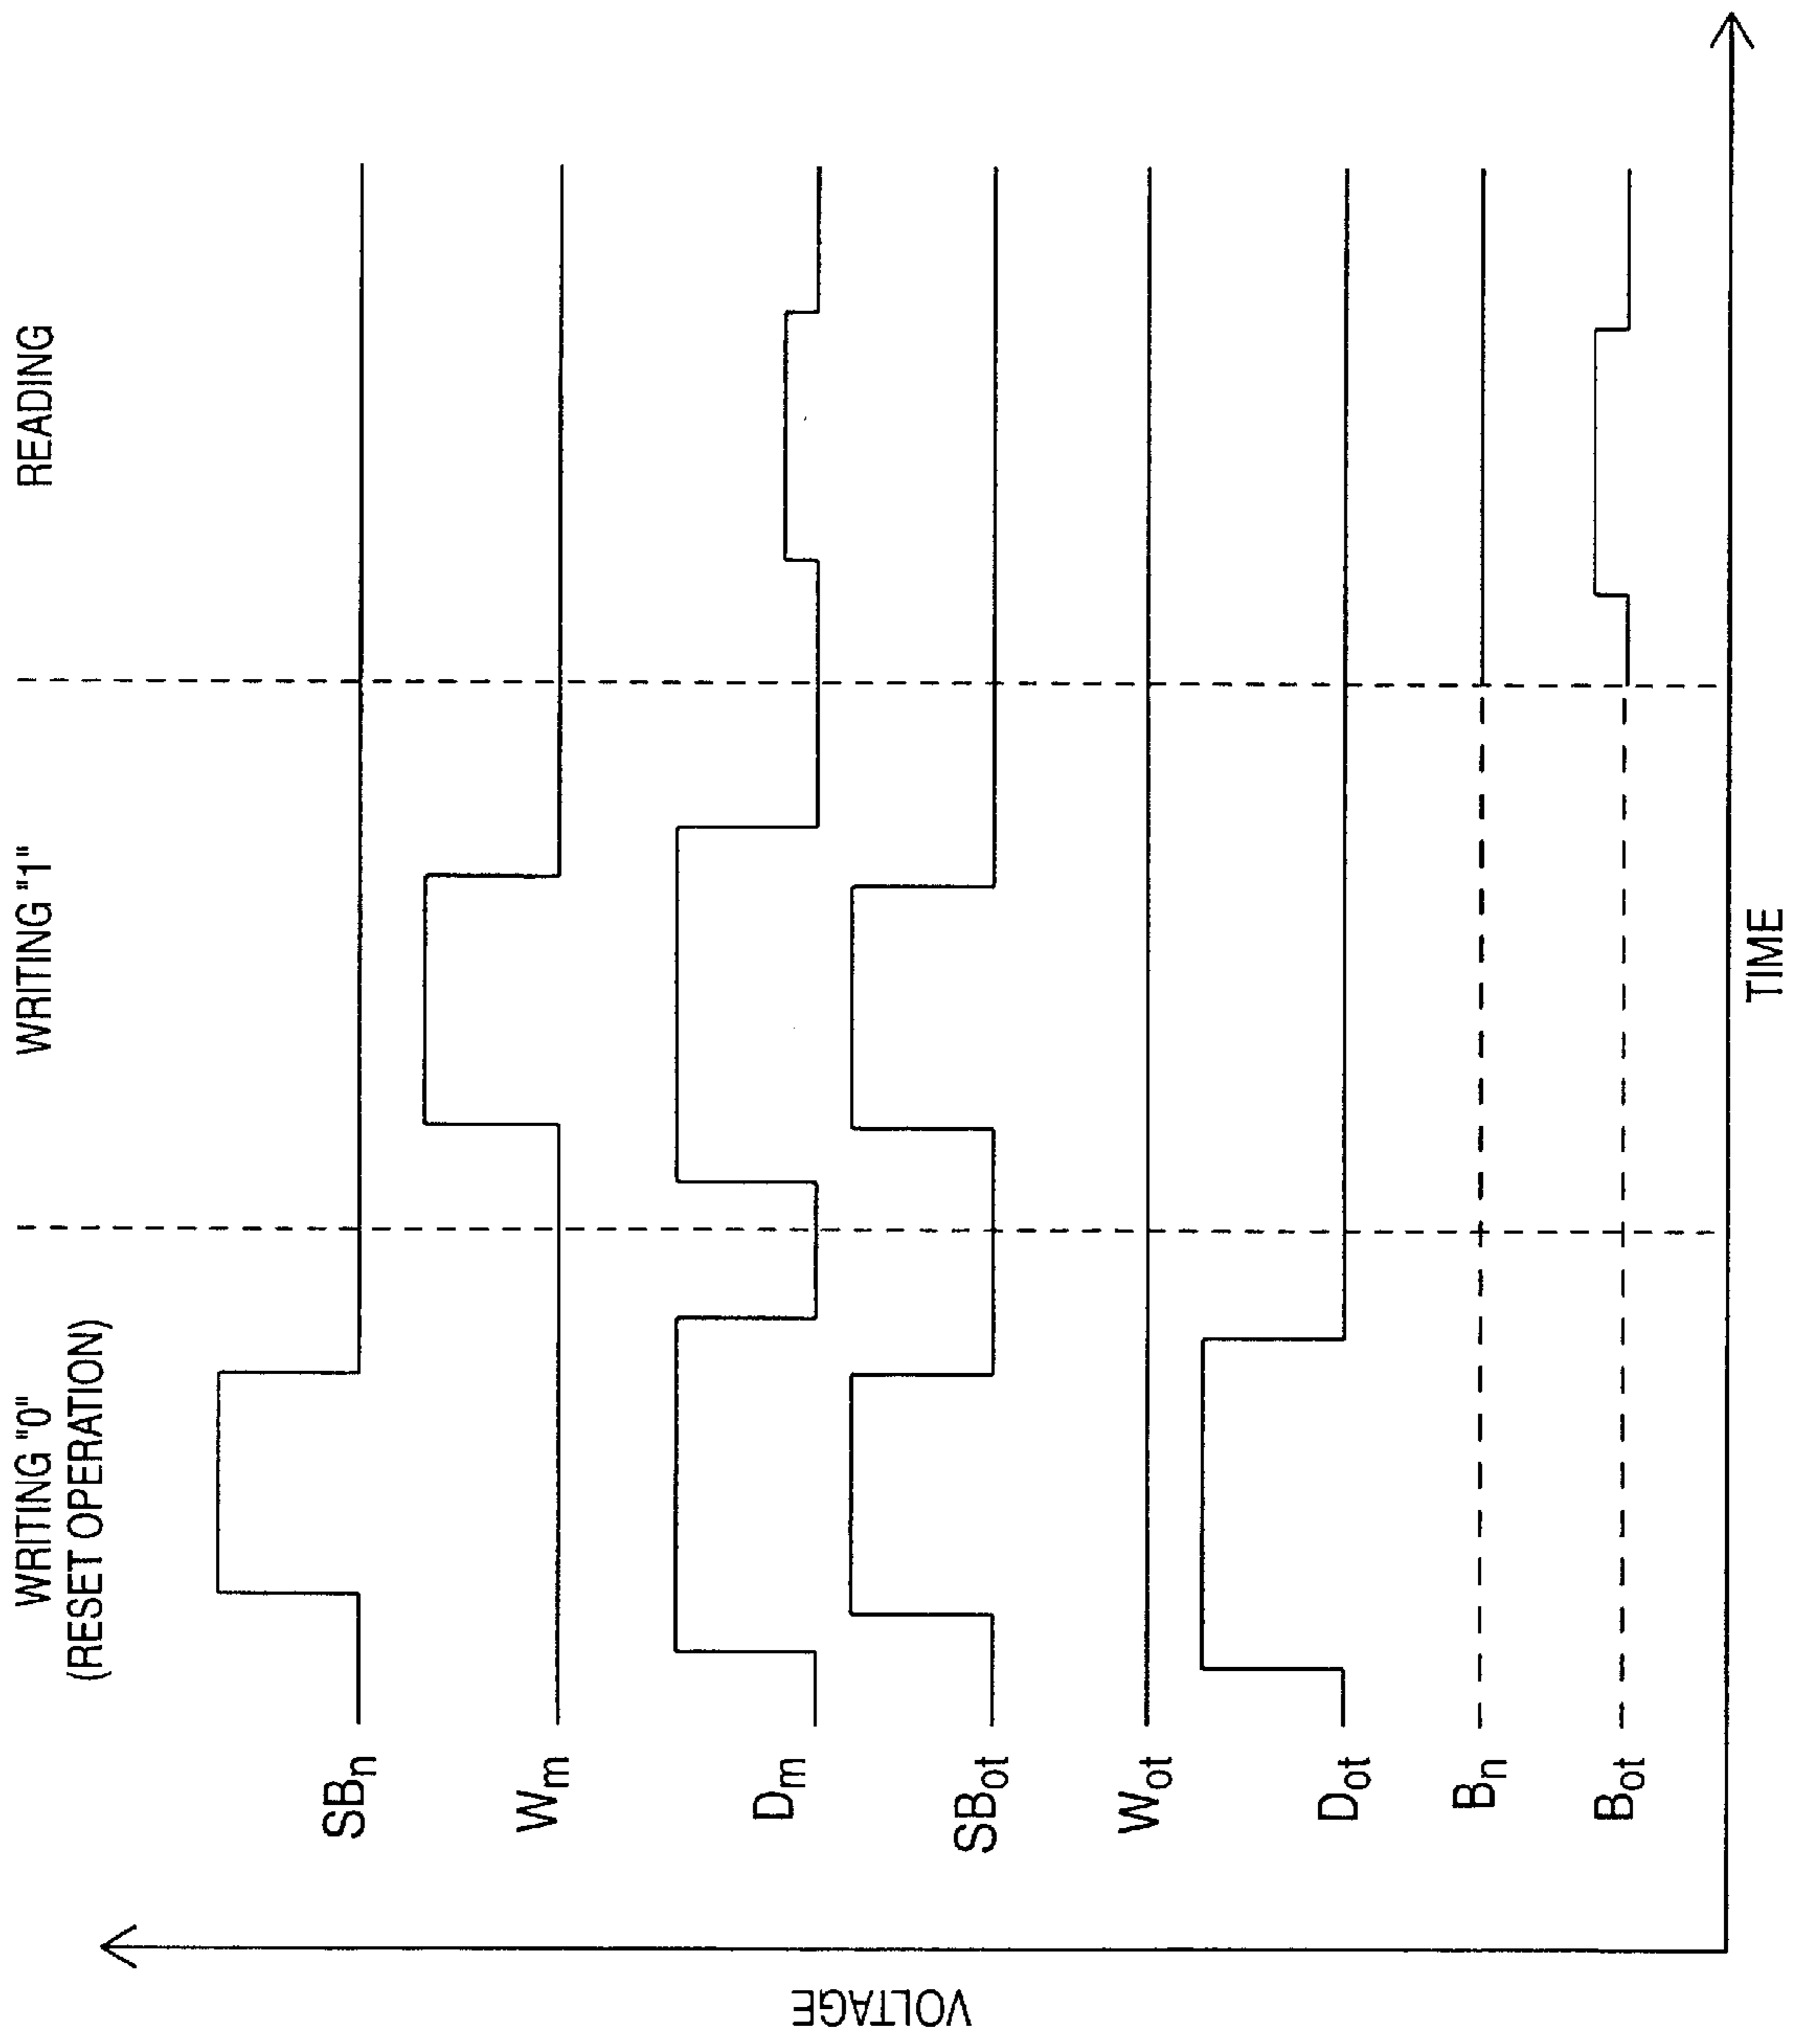 WRITING "0"
(RESET OPERATION)
WRITING "1"
READING
SBn
Wm
Dm
SBot
Wot
Dot
Bn
Bot
VOLTAGE
TIME